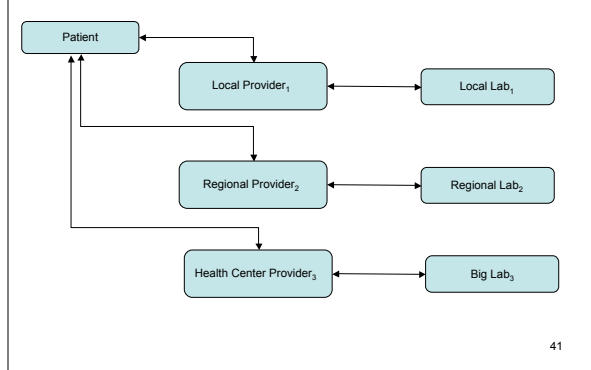 Patient
Local Provider₁
Local Lab₁
Regional Provider₂
Regional Lab₂
Health Center Provider₃
Big Lab₃
41